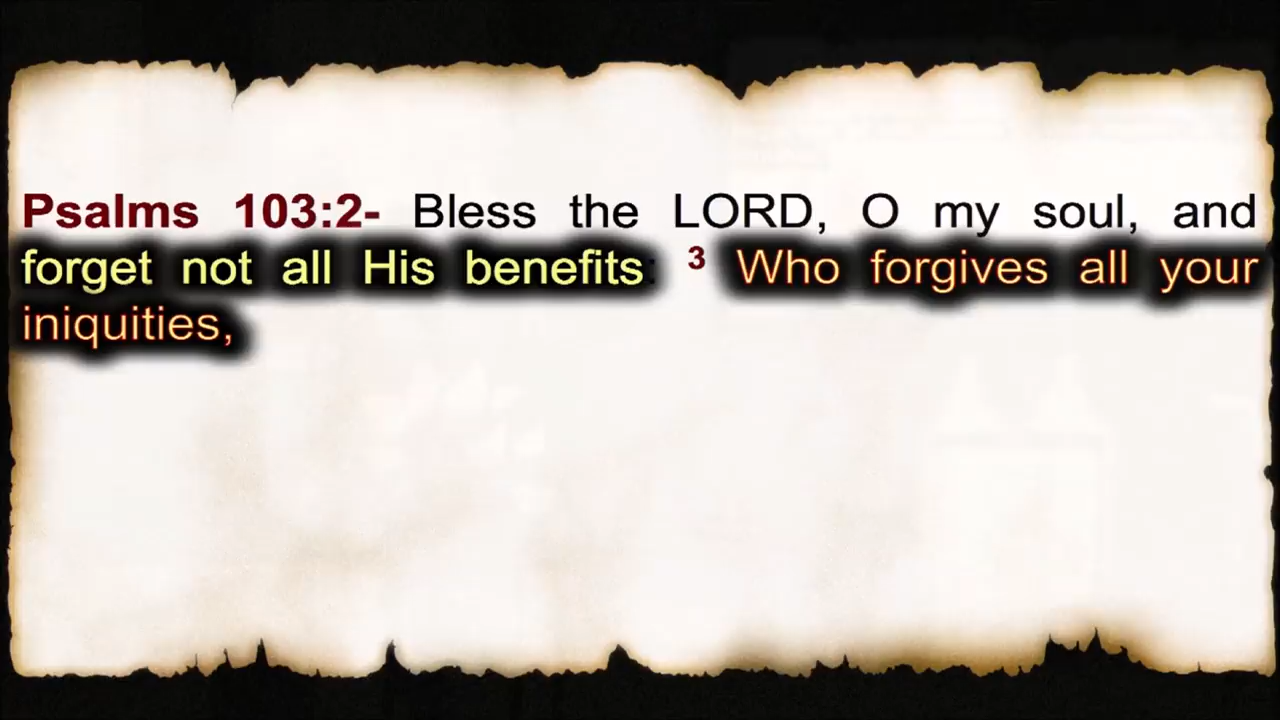 Psalms 103:2- Bless the LORD, O my soul, and
forget not all His benefits: ³ Who forgives all your
iniquities,